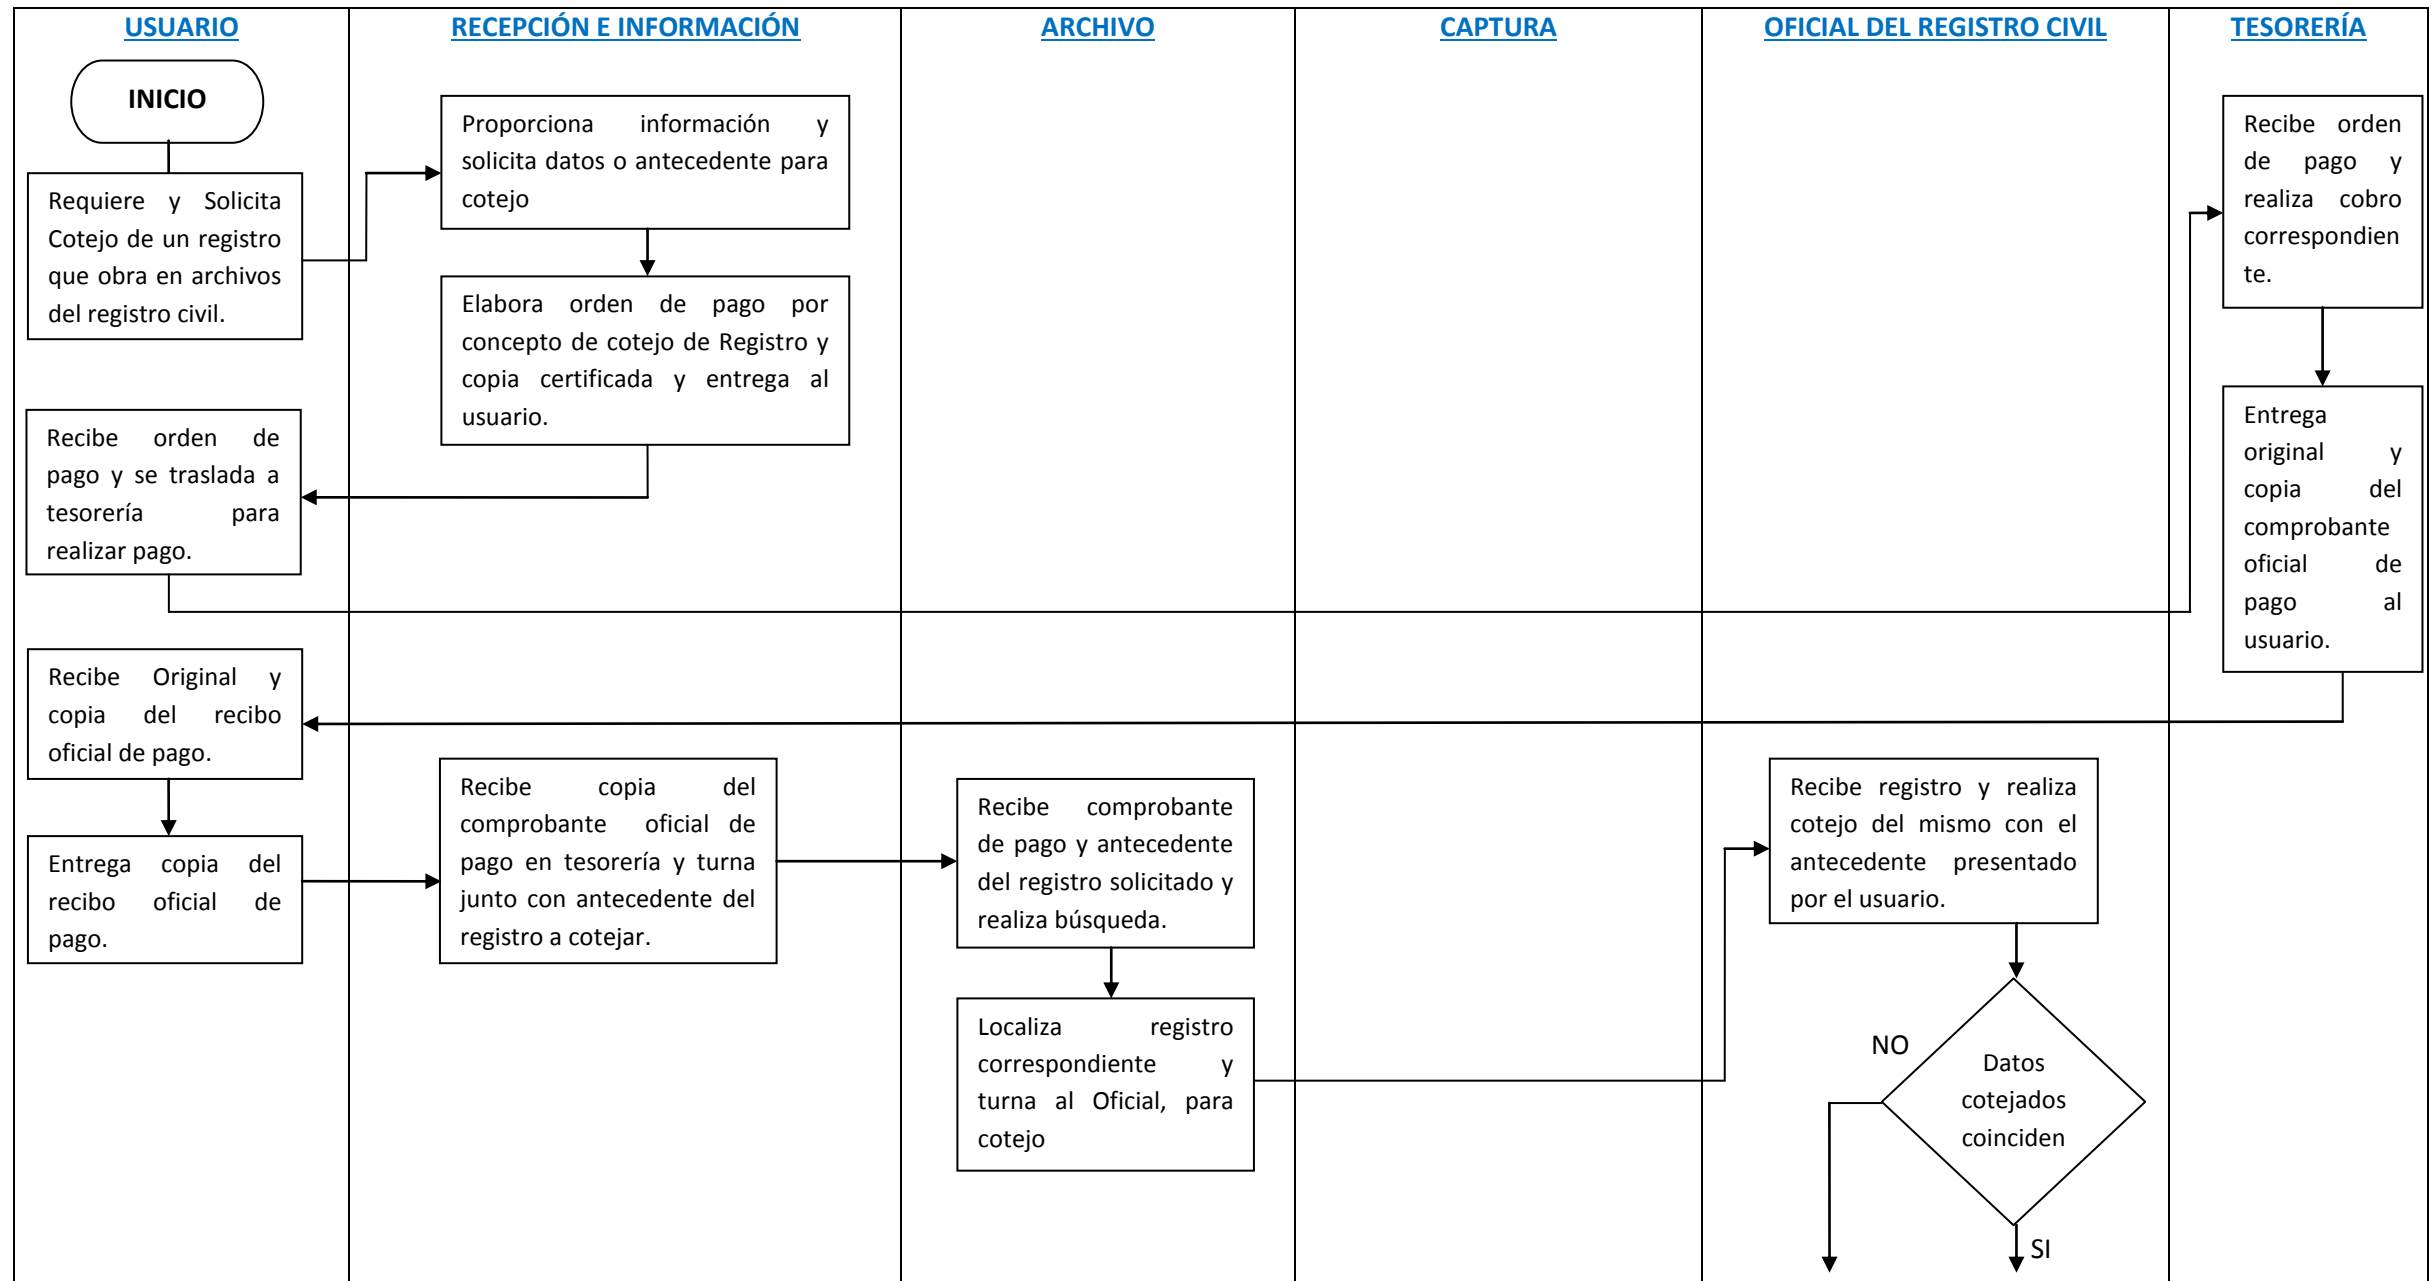 USUARIO
RECEPCIÓN E INFORMACIÓN
ARCHIVO
CAPTURA
OFICIAL DEL REGISTRO CIVIL
TESORERÍA
INICIO
Requiere y Solicita
Cotejo de un registro
que obra en archivos
del registro civil.
Proporciona información y
solicita datos o antecedente para
cotejo
Elabora orden de pago por
concepto de cotejo de Registro y
copia certificada y entrega al
usuario.
Recibe orden de
pago y se traslada a
tesorería para
realizar pago.
Recibe orden
de pago y
realiza cobro
correspondien
te.
Entrega
original y
copia del
comprobante
oficial de
pago al
usuario.
Recibe Original y
copia del recibo
oficial de pago.
Entrega copia del
recibo oficial de
pago.
Recibe copia del
comprobante oficial de
pago en tesorería y turna
junto con antecedente del
registro a cotejar.
Recibe comprobante
de pago y antecedente
del registro solicitado y
realiza búsqueda.
Localiza registro
correspondiente y
turna al Oficial, para
cotejo
Recibe registro y realiza
cotejo del mismo con el
antecedente presentado
por el usuario.
NO
Datos
cotejados
coinciden
SI